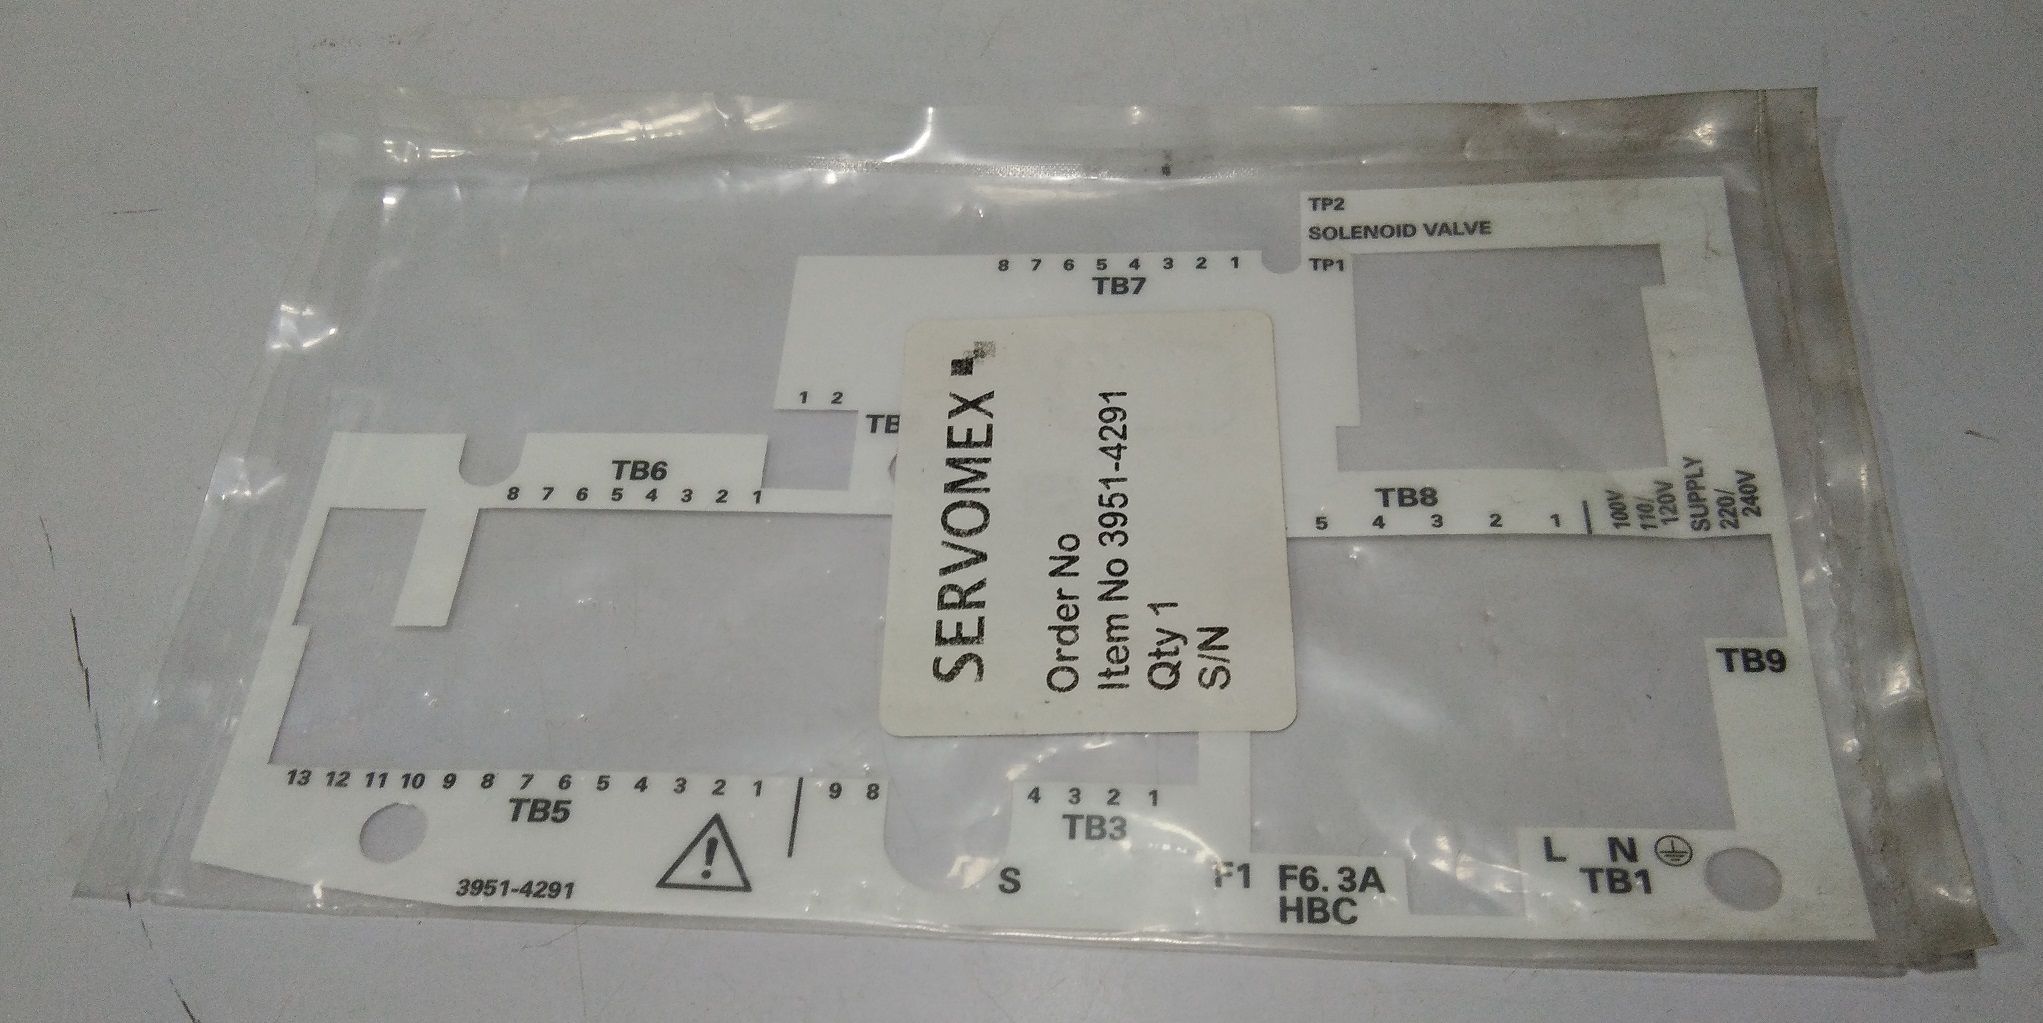 TP2
SOLENOID VALVE
TP1
8 7 6 5 4 3 2 1
TB7
1 2
TB6
8 7 6 5 4 3 2 1
SERVOMEX
Order No
Item No 3951-4291
Qty 1
S/N
TB8
5 4 3 2 1
100V
110/
120V
SUPPLY
220/
240V
TB9
13 12 11 10 9 8 7 6 5 4 3 2 1
TB5
9 8
4 3 2 1
TB3
3951-4291
!
S
F1 F6.3A
HBC
L N
TB1